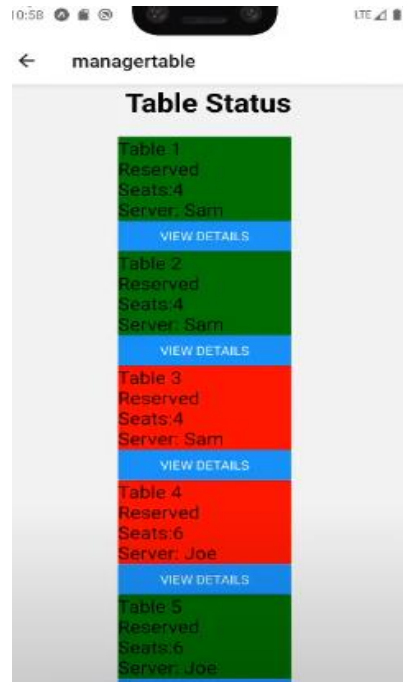 10:58
LTE
managertable
Table Status
Table 1
Reserved
Seats:4
Server: Sam
VIEW DETAILS
Table 2
Reserved
Seats:4
Server: Sam
VIEW DETAILS
Table 3
Reserved
Seats:4
Server: Sam
VIEW DETAILS
Table 4
Reserved
Seats:6
Server: Joe
VIEW DETAILS
Table 5
Reserved
Seats:6
Server: Joe